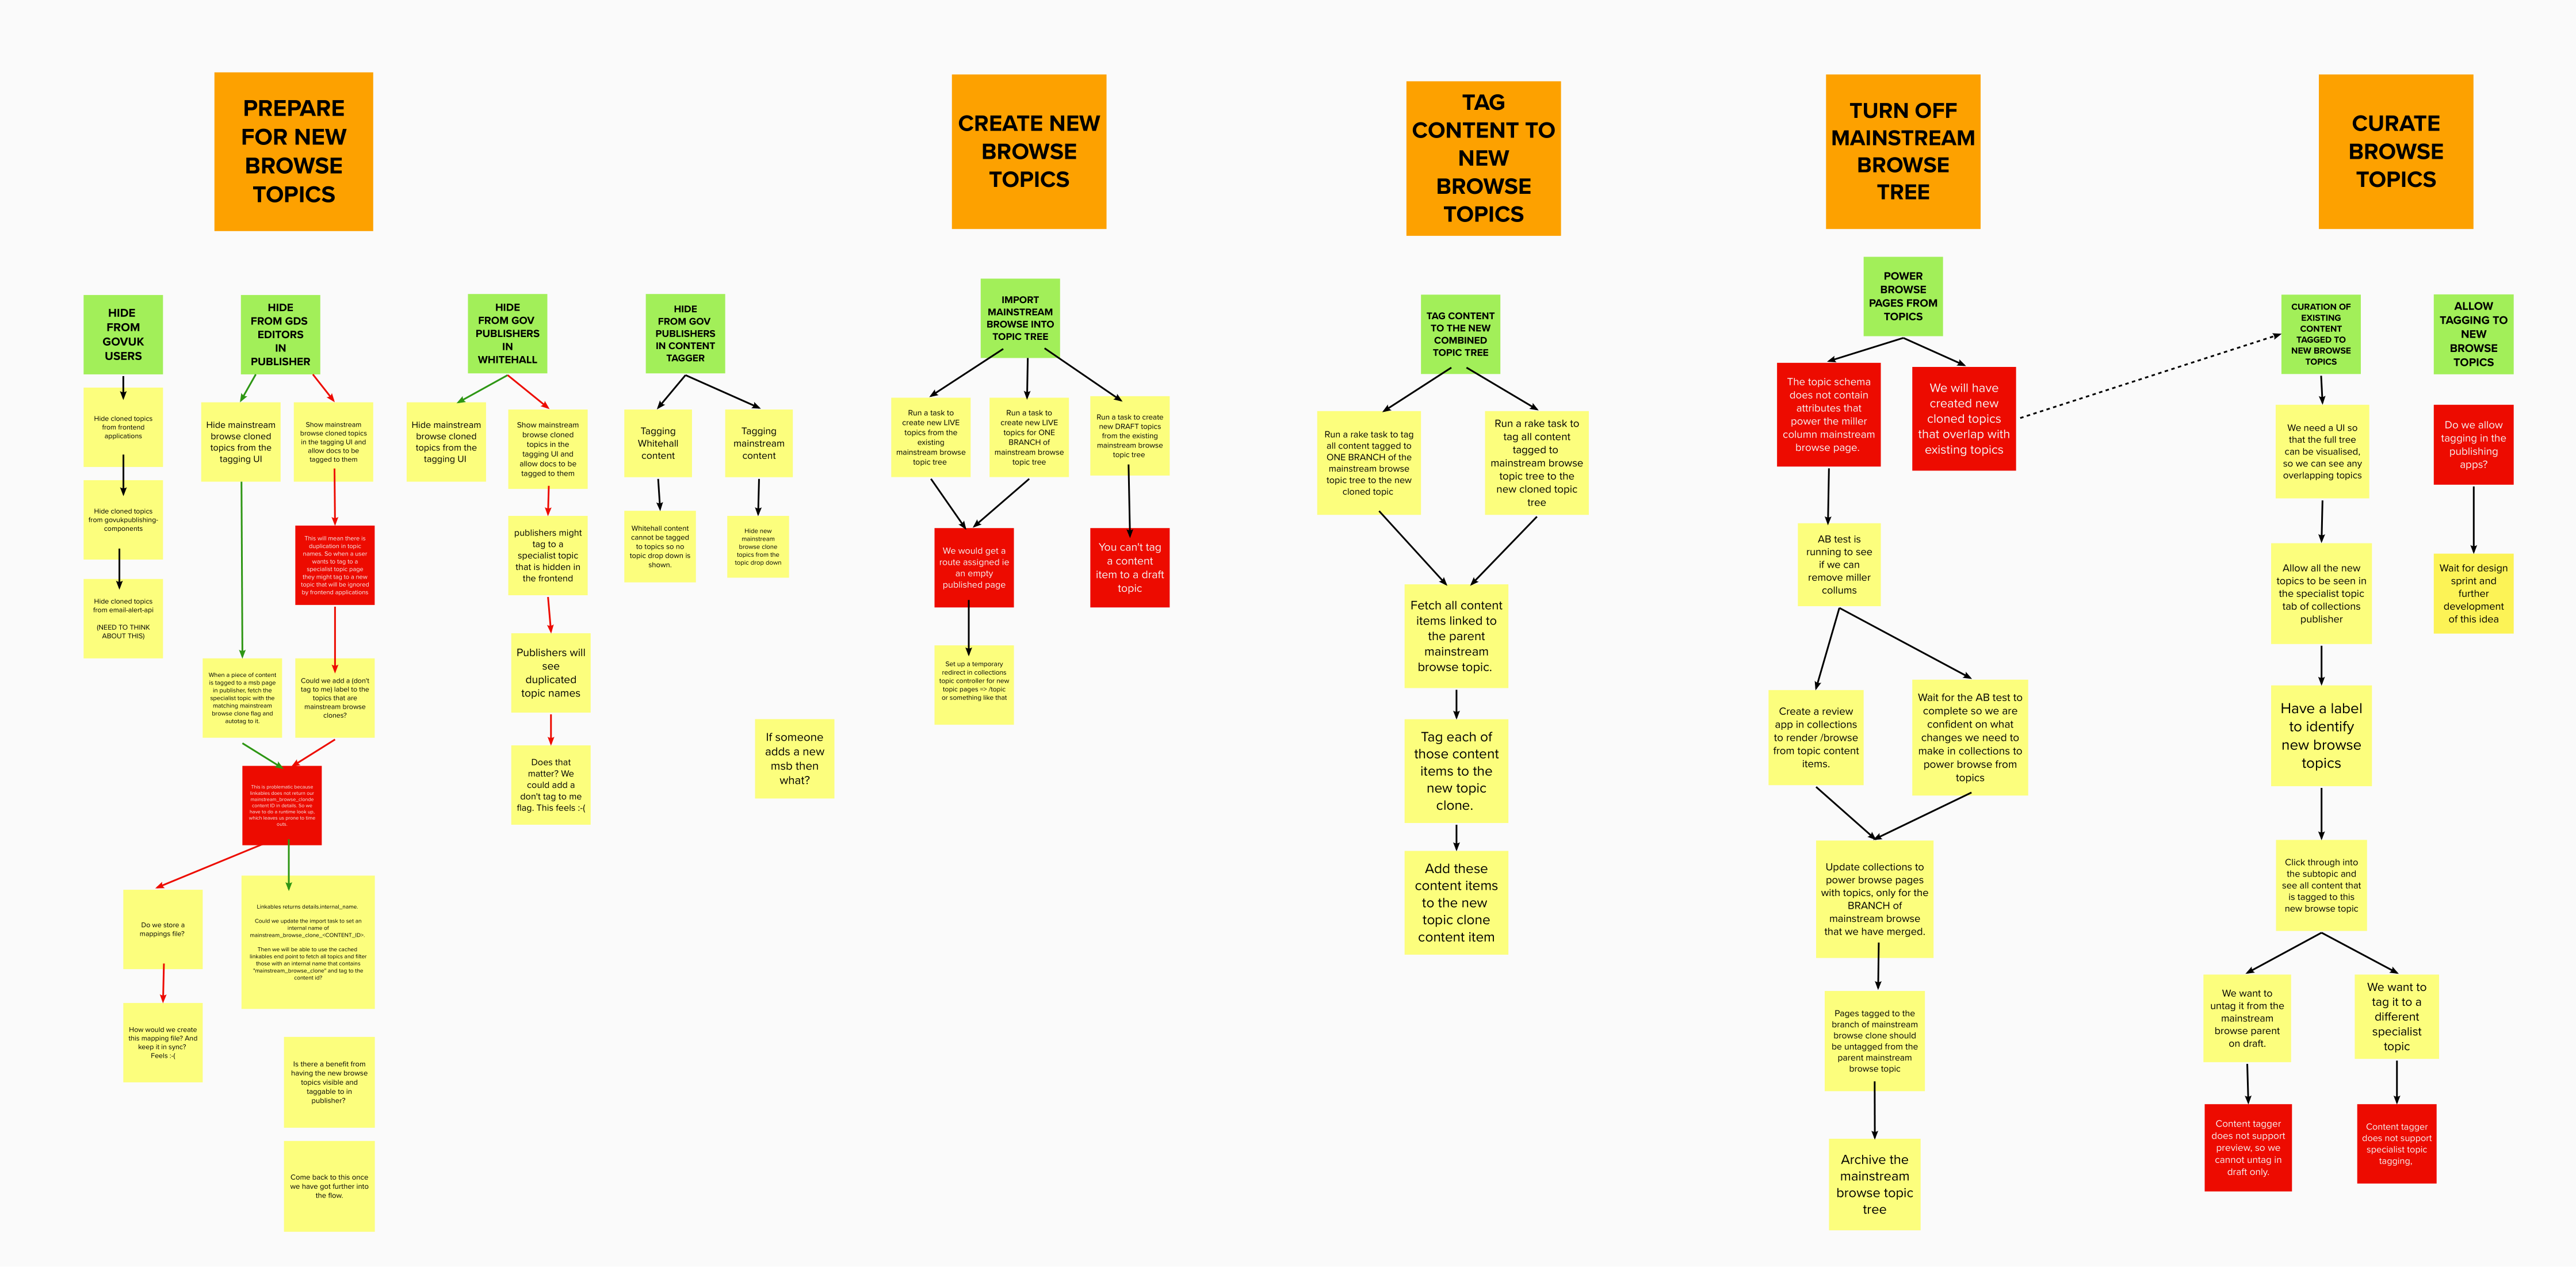 PREPARE
FOR NEW
BROWSE
TOPICS
HIDE
FROM
GOVUK
USERS
Hide cloned topics
from frontend
applications
Hide cloned topics
from govukpublishing-
components
Hide cloned topics
from email-alert-api
(NEED TO THINK
ABOUT THIS)
HIDE
FROM GDS
EDITORS
IN
PUBLISHER
Hide mainstream
browse cloned
topics from the
tagging UI
Show mainstream
browse cloned topics
in the tagging UI and
allow docs to be
tagged to them
This will mean there is
duplication in topic
names. So when a user
wants to tag to a
specialist topic page
they might tag to a new
topic that will be ignored
by frontend applications
When a piece of content
is tagged to a msb page
in publisher, fetch the
specialist topic with the
matching mainstream
browse clone flag and
autotag to it.
Could we add a (don't
tag to me) label to the
topics that are
mainstream browse
clones?
This is problematic because
linkables does not return our
mainstream_browse_clonde
content ID in details. So we
have to do a runtime look up,
which leaves us prone to time
outs.
Do we store a
mappings file?
How would we create
this mapping file? And
keep it in sync?
Feels :-(
Linkables returns details.internal_name.
Could we update the import task to set an
internal name of
mainstream_browse_clone_<CONTENT_ID>.
Then we will be able to use the cached
linkables end point to fetch all topics and filter
those with an internal name that contains
"mainstream_browse_clone" and tag to the
content id?
Is there a benefit from
having the new browse
topics visible and
taggable to in
publisher?
Come back to this once
we have got further into
the flow.
HIDE
FROM GOV
PUBLISHERS
IN
WHITEHALL
Hide mainstream
browse cloned
topics from the
tagging UI
Show mainstream
browse cloned
topics in the
tagging UI and
allow docs to be
tagged to them
publishers might
tag to a
specialist topic
that is hidden in
the frontend
Publishers will
see
duplicated
topic names
Does that
matter? We
could add a
don't tag to me
flag. This feels :-(
HIDE
FROM GOV
PUBLISHERS
IN CONTENT
TAGGER
Tagging
Whitehall
content
Whitehall content
cannot be tagged
to topics so no
topic drop down is
shown.
Tagging
mainstream
content
Hide new
mainstream
browse clone
topics from the
topic drop down
If someone
adds a new
msb then
what?
CREATE NEW
BROWSE
TOPICS
IMPORT
MAINSTREAM
BROWSE INTO
TOPIC TREE
Run a task to
create new LIVE
topics from the
existing
mainstream browse
topic tree
Run a task to
create new LIVE
topics for ONE
BRANCH of
mainstream browse
topic tree
Run a task to create
new DRAFT topics
from the existing
mainstream browse
topic tree
We would get a
route assigned ie
an empty
published page
You can't tag
a content
item to a draft
topic
Set up a temporary
redirect in collections
topic controller for new
topic pages => /topic
or something like that
TAG
CONTENT TO
NEW
BROWSE
TOPICS
TAG CONTENT
TO THE NEW
COMBINED
TOPIC TREE
Run a rake task to tag
all content tagged to
ONE BRANCH of the
mainstream browse
topic tree to the new
cloned topic
Run a rake task to
tag all content
tagged to
mainstream browse
topic tree to the
new cloned topic
tree
Fetch all content
items linked to
the parent
mainstream
browse topic.
Tag each of
those content
items to the
new topic
clone.
Add these
content items
to the new
topic clone
content item
TURN OFF
MAINSTREAM
BROWSE
TREE
POWER
BROWSE
PAGES FROM
TOPICS
The topic schema
does not contain
attributes that
power the miller
column mainstream
browse page.
We will have
created new
cloned topics
that overlap with
existing topics
AB test is
running to see
if we can
remove miller
collums
Create a review
app in collections
to render /browse
from topic content
items.
Wait for the AB test to
complete so we are
confident on what
changes we need to
make in collections to
power browse from
topics
Update collections to
power browse pages
with topics, only for the
BRANCH of
mainstream browse
that we have merged.
Pages tagged to the
branch of mainstream
browse clone should
be untagged from the
parent mainstream
browse topic
Archive the
mainstream
browse topic
tree
CURATE
BROWSE
TOPICS
CURATION OF
EXISTING
CONTENT
TAGGED TO
NEW BROWSE
TOPICS
We need a UI so
that the full tree
can be visualised,
so we can see any
overlapping topics
Allow all the new
topics to be seen in
the specialist topic
tab of collections
publisher
Have a label
to identify
new browse
topics
Click through into
the subtopic and
see all content that
is tagged to this
new browse topic
We want to
untag it from the
mainstream
browse parent
on draft.
We want to
tag it to a
different
specialist
topic
Content tagger
does not support
preview, so we
cannot untag in
draft only.
Content tagger
does not support
specialist topic
tagging,
ALLOW
TAGGING TO
NEW
BROWSE
TOPICS
Do we allow
tagging in the
publishing
apps?
Wait for design
sprint and
further
development
of this idea